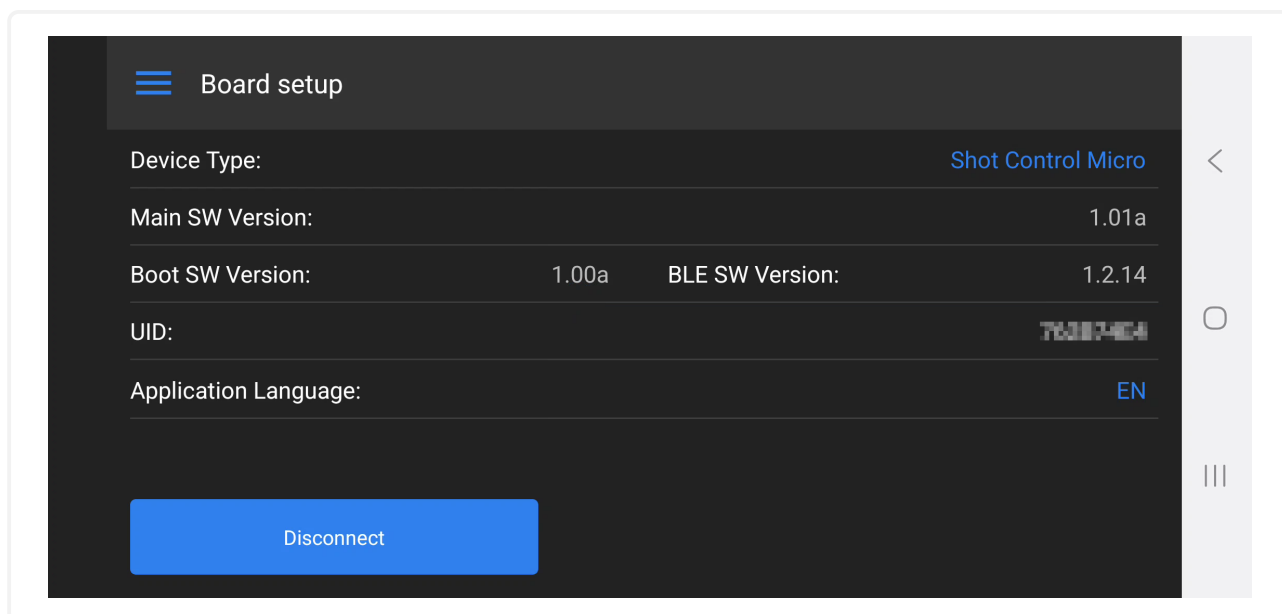 Board setup
Device Type: Shot Control Micro
Main SW Version: 1.01a
Boot SW Version: 1.00a BLE SW Version: 1.2.14
UID:
Application Language: EN
Disconnect